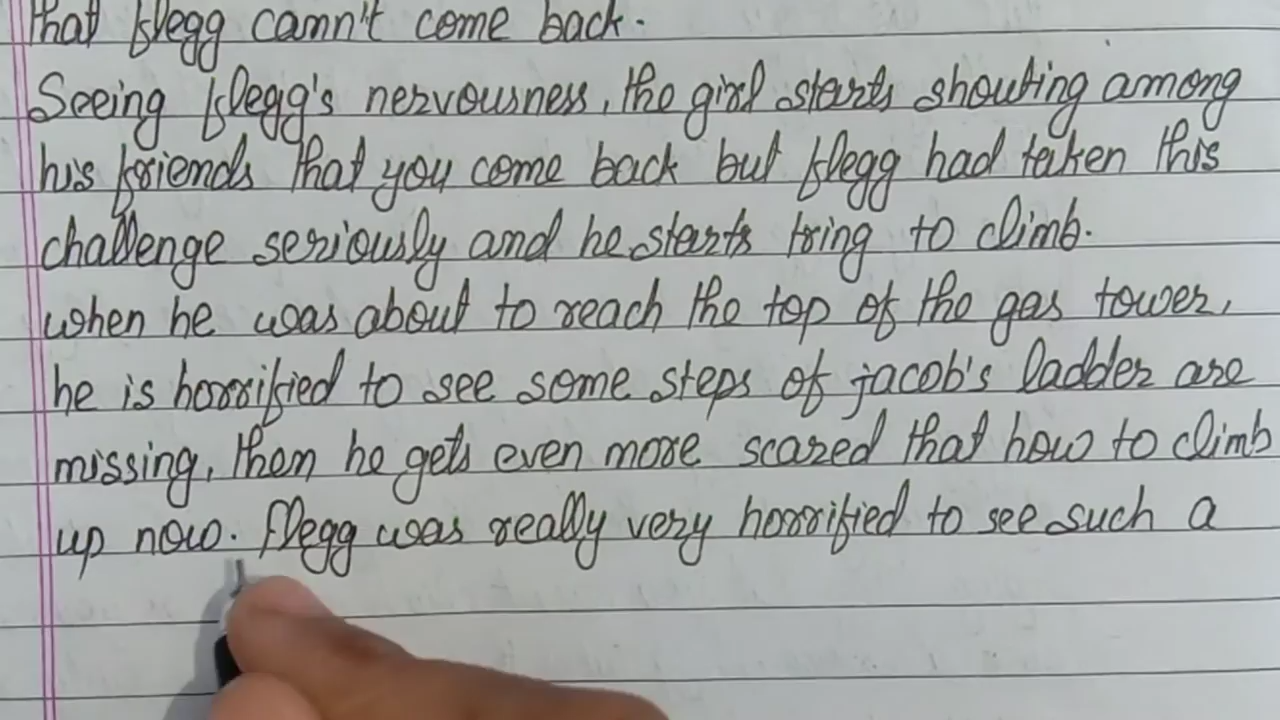 that flegg camn't come back.
Seeing flegg's nervousness, the girl starts shouting among
his friends that you come back but flegg had taken this
challenge seriously and he starts tring to climb.
when he was about to reach the top of the gas tower,
he is horrified to see some steps of jacob's ladder are
missing, then he gets even more scared that how to climb
up now. flegg was really very horrified to see such a